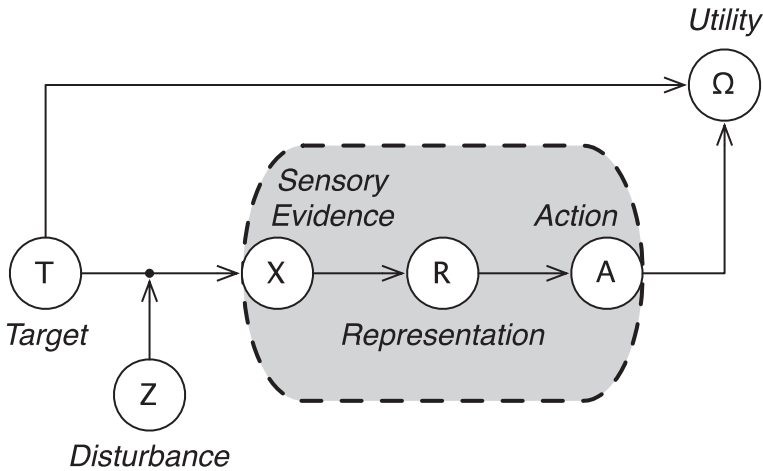 Utility
Ω
Sensory
Evidence
Action
T
X
R
A
Target
Representation
Z
Disturbance